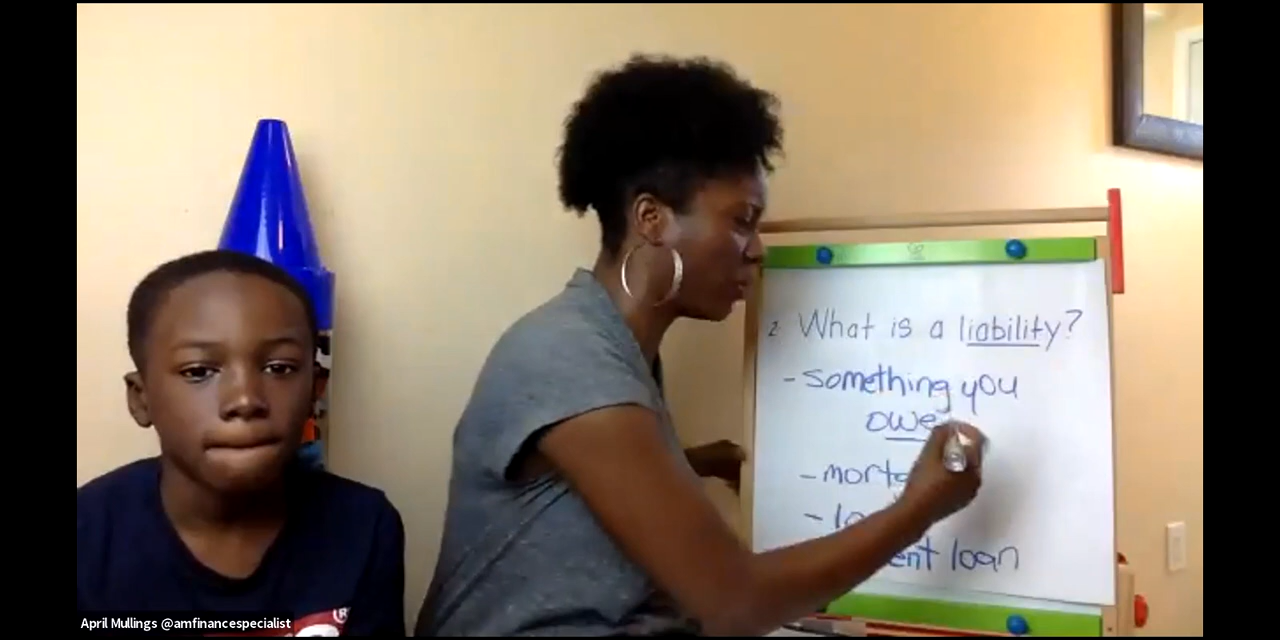 2 What is a liability?
- something you
owe
-
-
loan
April Mullings @amfinancespecialist